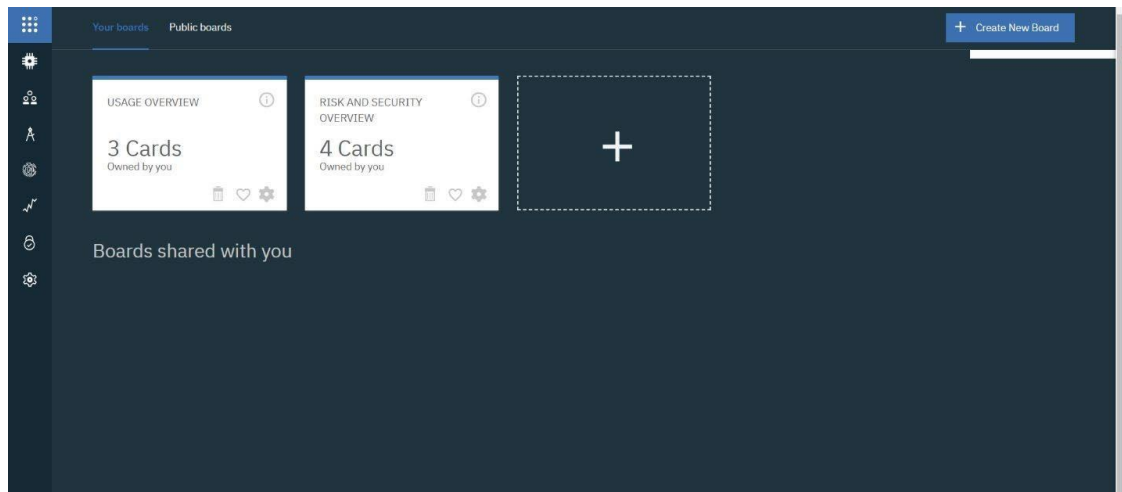 Your boards Public boards
+ Create New Board
USAGE OVERVIEW
3 Cards
Owned by you
RISK AND SECURITY
OVERVIEW
4 Cards
Owned by you
Boards shared with you